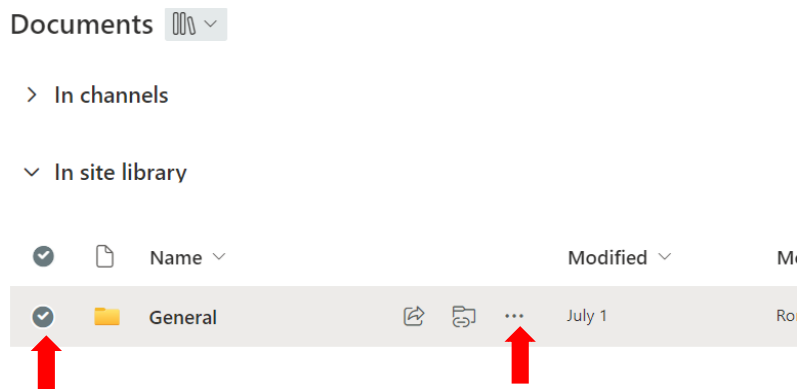 Documents
In channels
In site library
Name Modified
General July 1